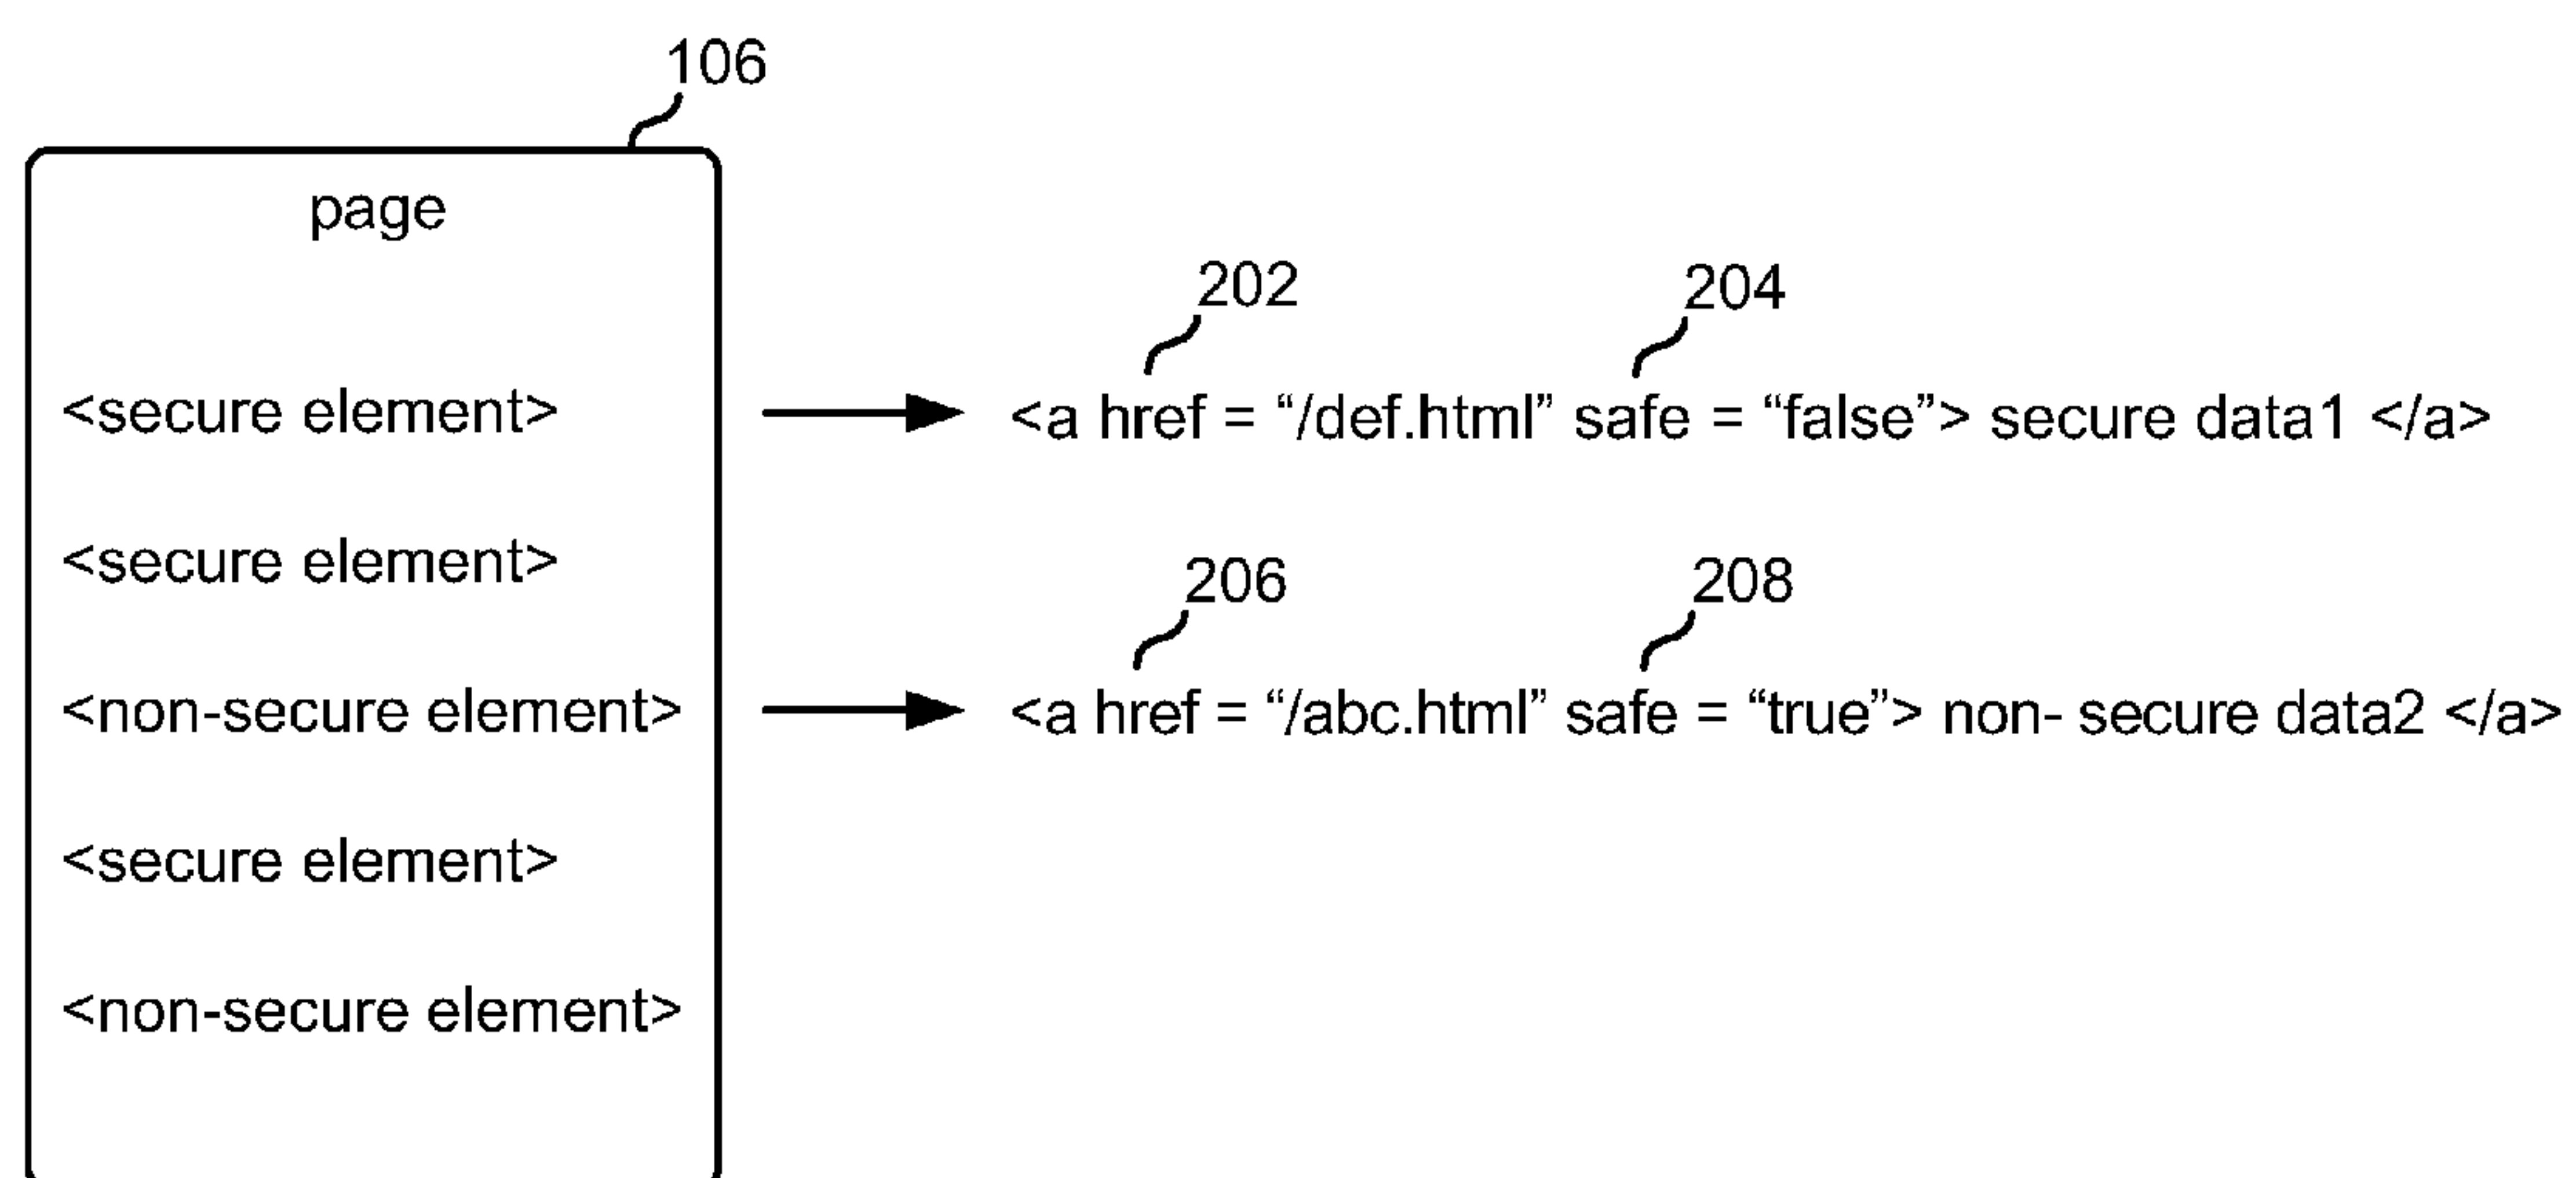 106
page
202 204
<secure element> <a href = “/def.html” safe = “false”> secure data1 </a>
<secure element>
206 208
<non-secure element> <a href = “/abc.html” safe = “true”> non- secure data2 </a>
<secure element>
<non-secure element>